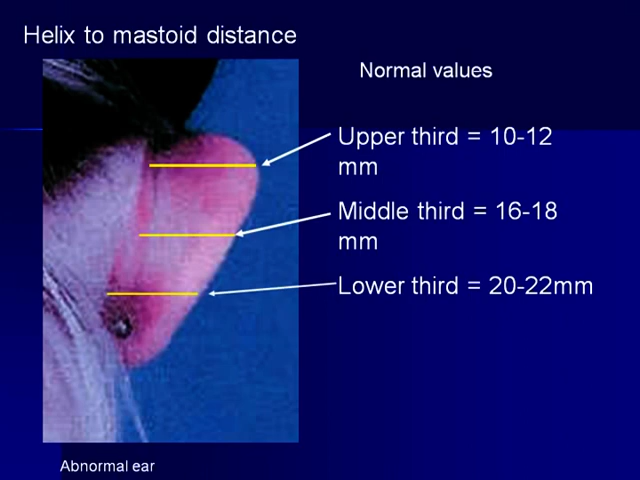 Helix to mastoid distance
Normal values
Upper third = 10-12
mm
Middle third = 16-18
mm
Lower third = 20-22mm
Abnormal ear